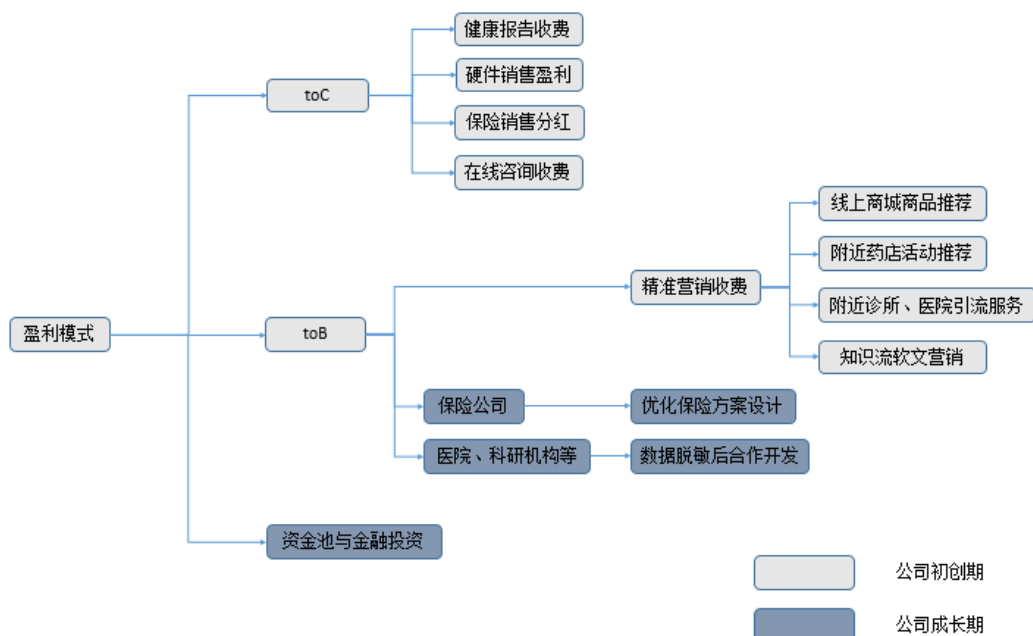 健康报告收费
硬件销售盈利
toC
保险销售分红
在线咨询收费
线上商城商品推荐
附近药店活动推荐
精准营销收费
附近诊所、医院引流服务
盈利模式
toB
知识流软文营销
保险公司
优化保险方案设计
医院、科研机构等
数据脱敏后合作开发
资金池与金融投资
公司初创期
公司成长期